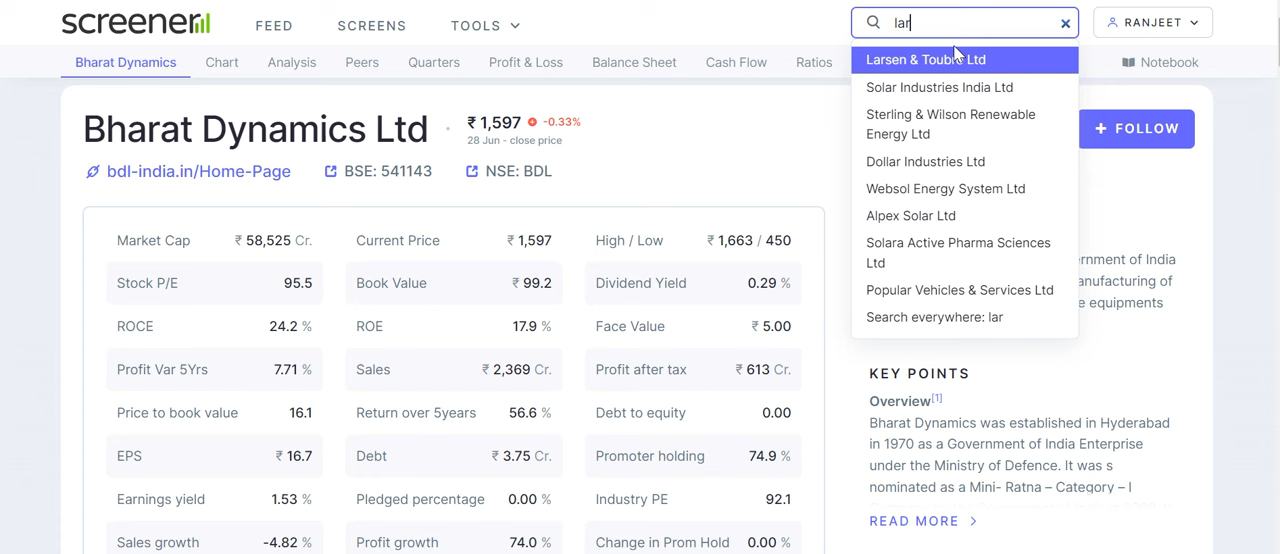 screener
FEED
SCREENS
TOOLS
lar
RANJEET
Bharat Dynamics
Chart
Analysis
Peers
Quarters
Profit & Loss
Balance Sheet
Cash Flow
Ratios
Notebook
Larsen & Toubro Ltd
Solar Industries India Ltd
Sterling & Wilson Renewable
Energy Ltd
Dollar Industries Ltd
Websol Energy System Ltd
Alpex Solar Ltd
Solara Active Pharma Sciences
Ltd
Popular Vehicles & Services Ltd
Search everywhere: lar
Bharat Dynamics Ltd
₹ 1,597 -0.33%
28 Jun - close price
+ FOLLOW
bdl-india.in/Home-Page
BSE: 541143
NSE: BDL
Market Cap ₹ 58,525 Cr.
Current Price ₹ 1,597
High / Low ₹ 1,663 / 450
Stock P/E 95.5
Book Value ₹ 99.2
Dividend Yield 0.29 %
ROCE 24.2 %
ROE 17.9 %
Face Value ₹ 5.00
Profit Var 5Yrs 7.71 %
Sales ₹ 2,369 Cr.
Profit after tax ₹ 613 Cr.
Price to book value 16.1
Return over 5years 56.6 %
Debt to equity 0.00
EPS ₹ 16.7
Debt ₹ 3.75 Cr.
Promoter holding 74.9 %
Earnings yield 1.53 %
Pledged percentage 0.00 %
Industry PE 92.1
Sales growth -4.82 %
Profit growth 74.0 %
Change in Prom Hold 0.00 %
of India
of
equipments
KEY POINTS
Overview[1]
Bharat Dynamics was established in Hyderabad
in 1970 as a Government of India Enterprise
under the Ministry of Defence. It was s
nominated as a Mini- Ratna – Category – I
READ MORE >